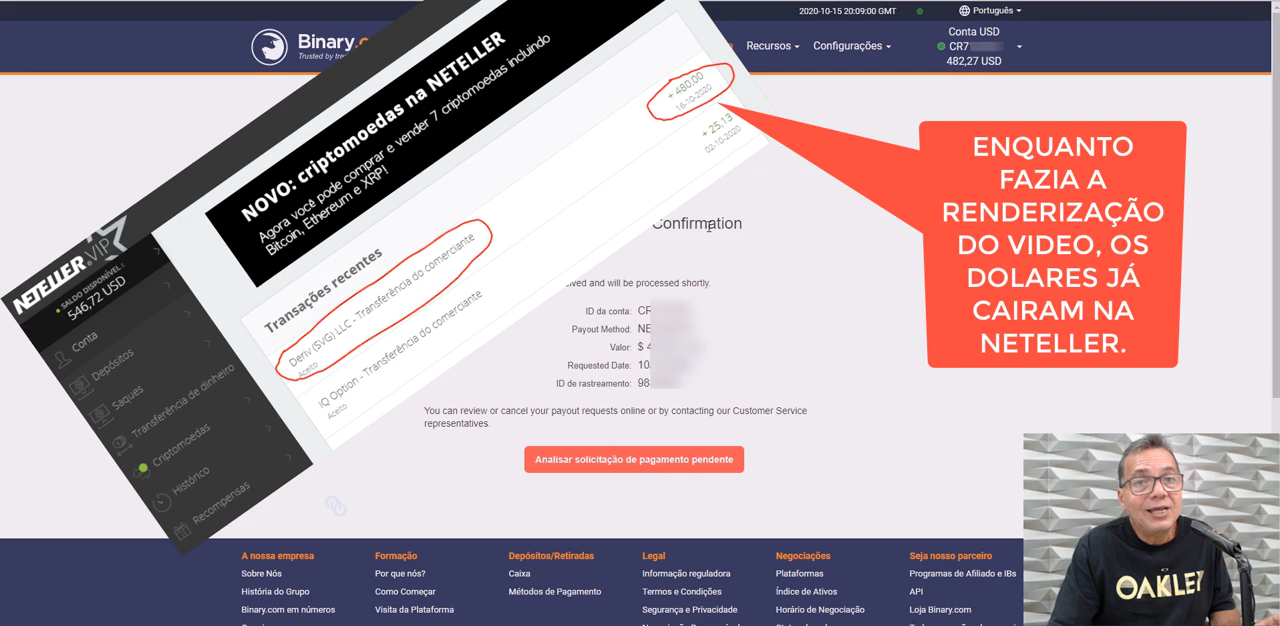 2020-10-15 20:09:00 GMT
Português
Binary.c
Trusted by tra
Recursos
Configurações
Conta USD
CR7
482,27 USD
NOVO: criptomoedas na NETELLER
Agora você pode comprar e vender 7 criptomoedas incluindo
Bitcoin, Ethereum e XRP!
+ 480,00
16-10-2020
+ 25,13
02-10-2020
Transações recentes
Deriv (SVG) LLC - Transferência do comerciante
Aceito
IQ Option - Transferência do comerciante
Aceito
NETELLER.VIP
SALDO DISPONÍVEL:
546,72 USD
Conta
Depósitos
Saques
Transferência de dinheiro
Criptomoedas
Histórico
Recompensas
ENQUANTO
FAZIA A
RENDERIZAÇÃO
DO VIDEO, OS
DOLARES JÁ
CAIRAM NA
NETELLER.
Confirmation
ived and will be processed shortly.
ID da conta: CR
Payout Method: NE
Valor: $ 4
Requested Date: 10
ID de rastreamento: 98
You can review or cancel your payout requests online or by contacting our Customer Service
representatives.
Analisar solicitação de pagamento pendente
OAKLEY
A nossa empresa
Sobre Nós
História do Grupo
Binary.com em números
Formação
Por que nós?
Como Começar
Visita da Plataforma
Depósitos/Retiradas
Caixa
Métodos de Pagamento
Legal
Informação reguladora
Termos e Condições
Segurança e Privacidade
Negociações
Plataformas
Índice de Ativos
Horário de Negociação
Seja nosso parceiro
Programas de Afiliado e IBs
API
Loja Binary.com